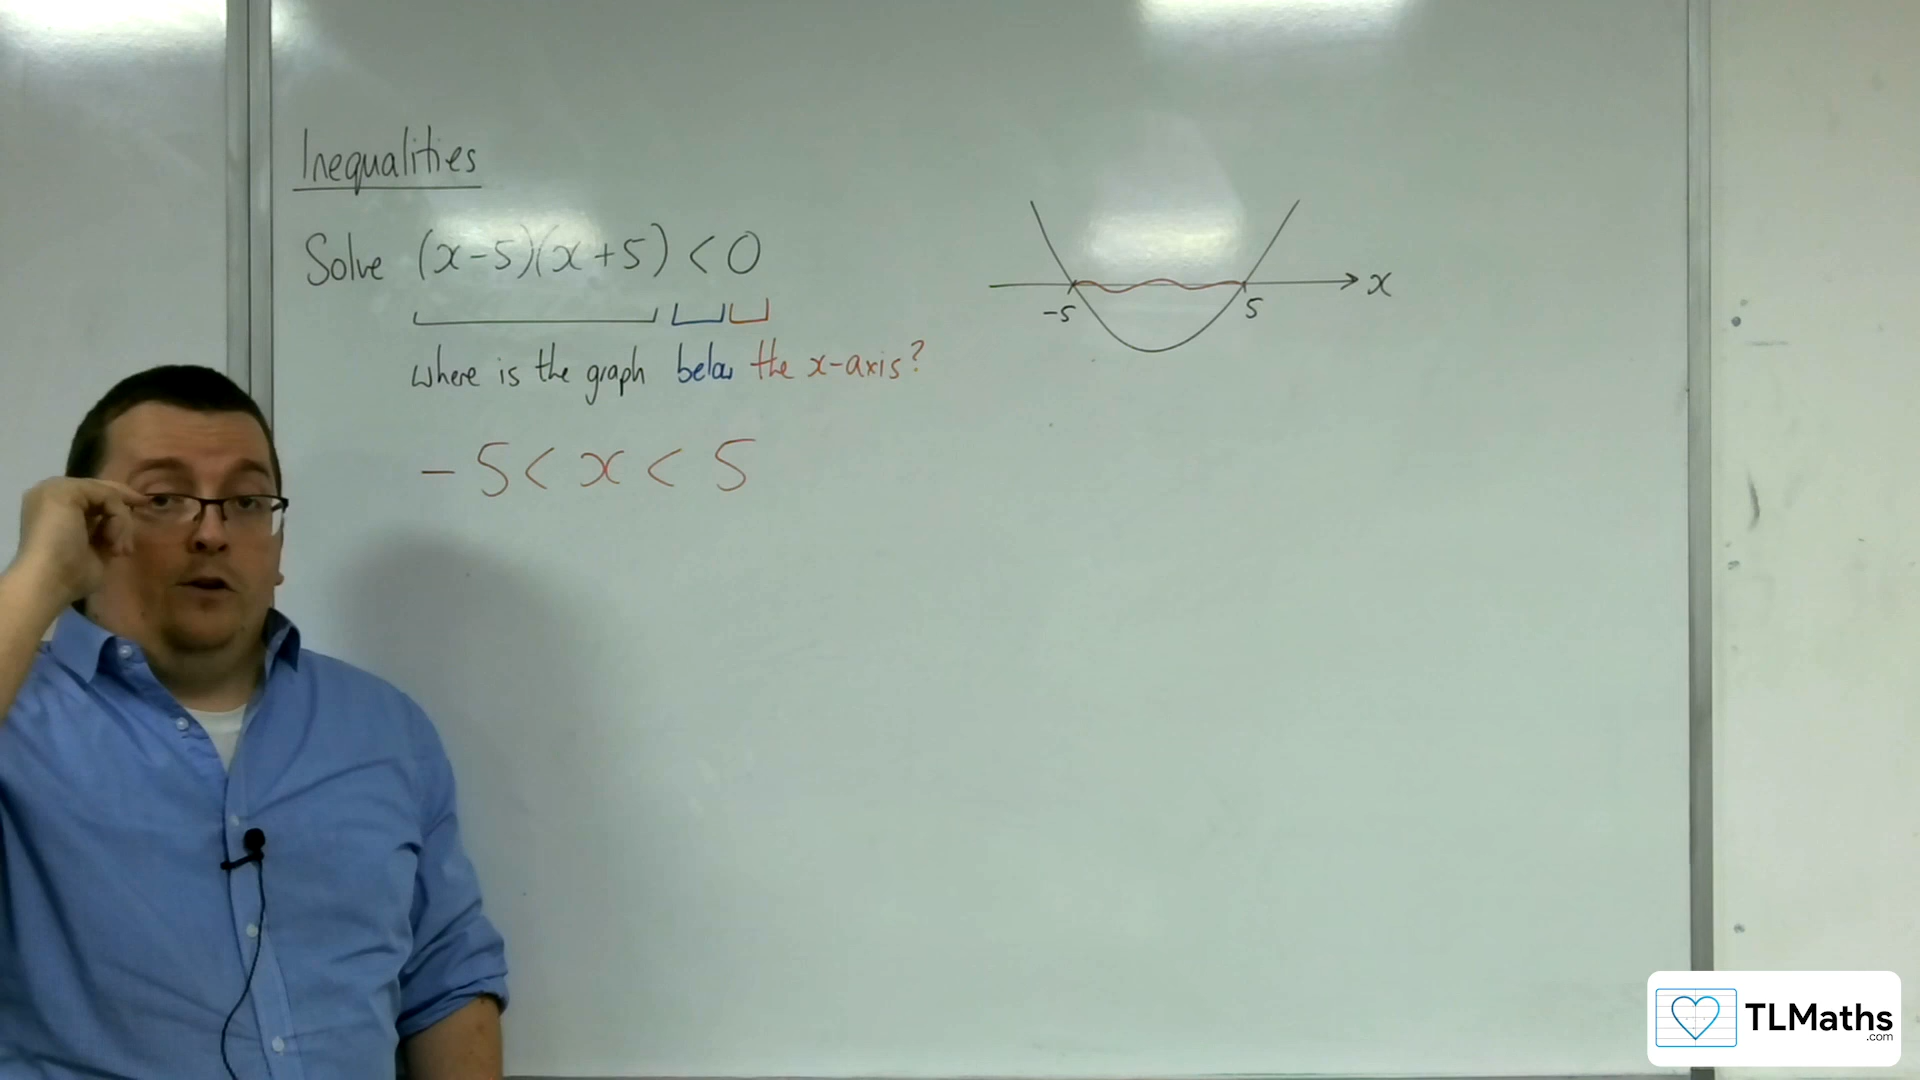 Inequalities
Solve (x-5)(x+5) < 0
where is the graph below the x-axis?
-5 < x < 5
x
-5
5
TLMaths
.com